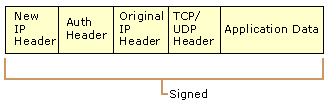 New IP Header
Auth Header
Original IP Header
TCP/ UDP Header
Application Data
Signed